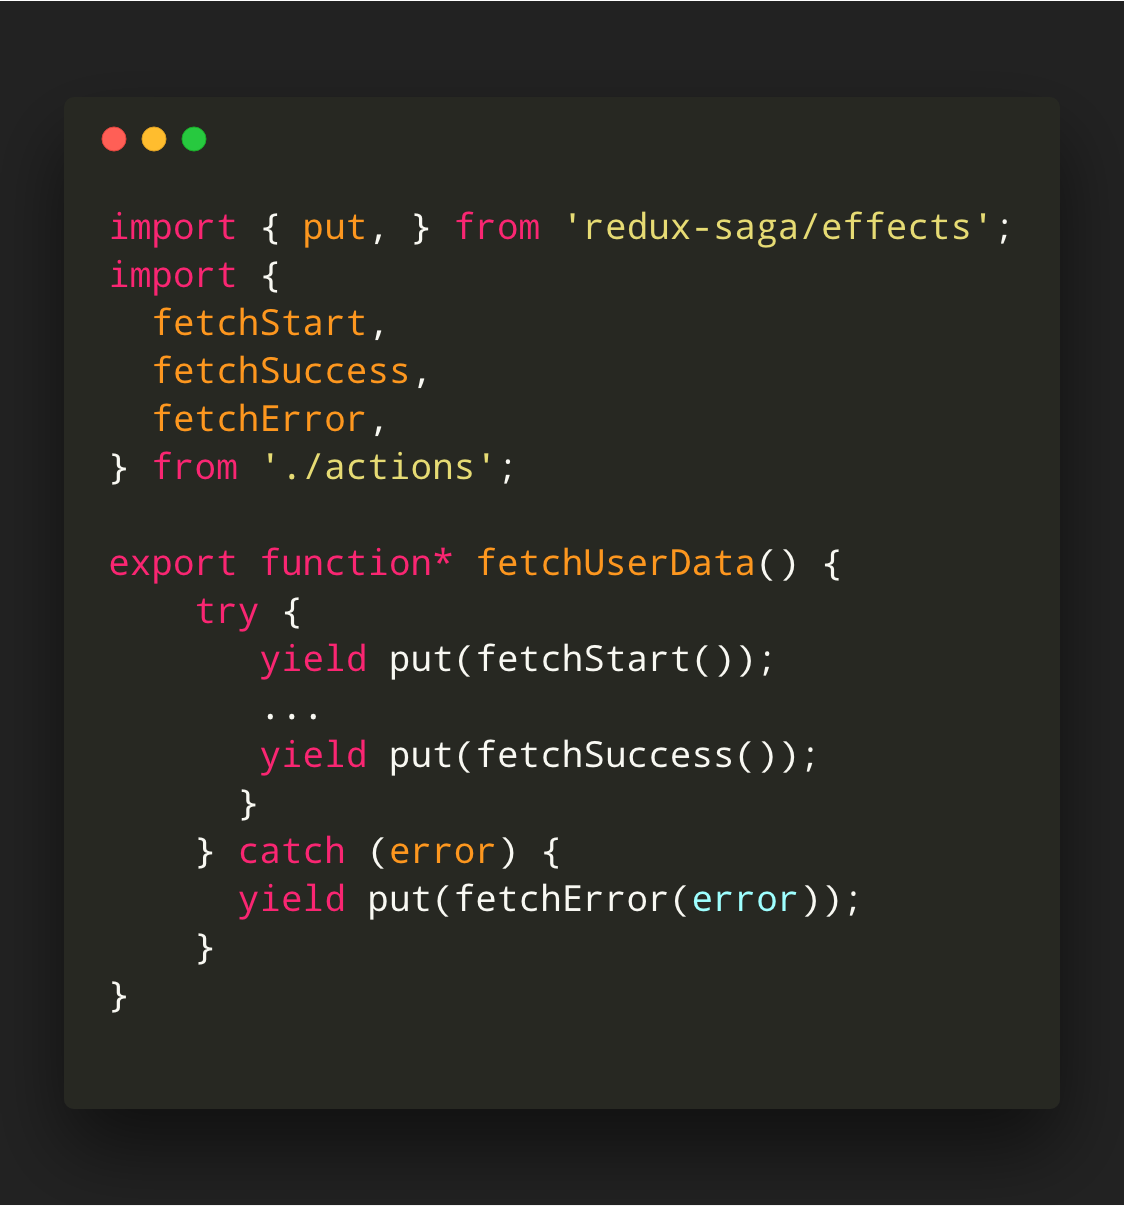 import { put, } from 'redux-saga/effects';
import {
  fetchStart,
  fetchSuccess,
  fetchError,
} from './actions';

export function* fetchUserData() {
    try {
       yield put(fetchStart());
       ...
       yield put(fetchSuccess());
      }
    } catch (error) {
      yield put(fetchError(error));
    }
}